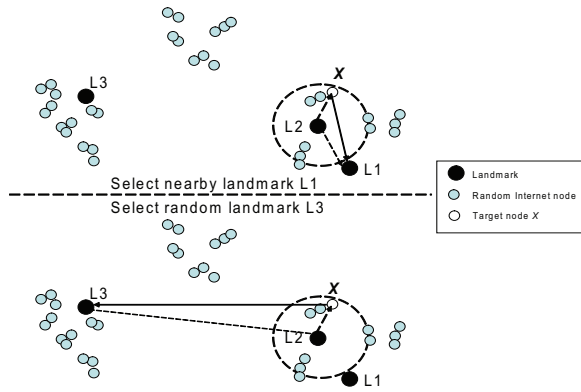 X
L3
L2
L1
Select nearby landmark L1
Select random landmark L3
Landmark
Random Internet node
Target node X
X
L3
L2
L1